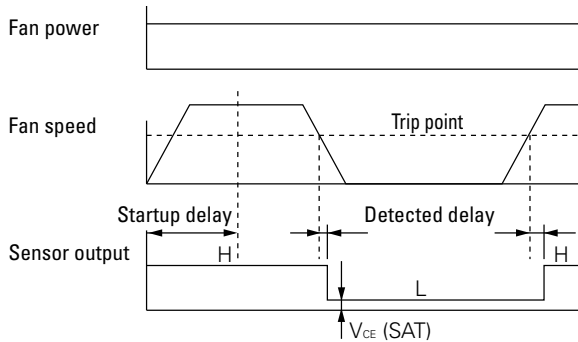 Fan power
Fan speed
Trip point
Startup delay
Detected delay
Sensor output
H
L
H
VCE (SAT)